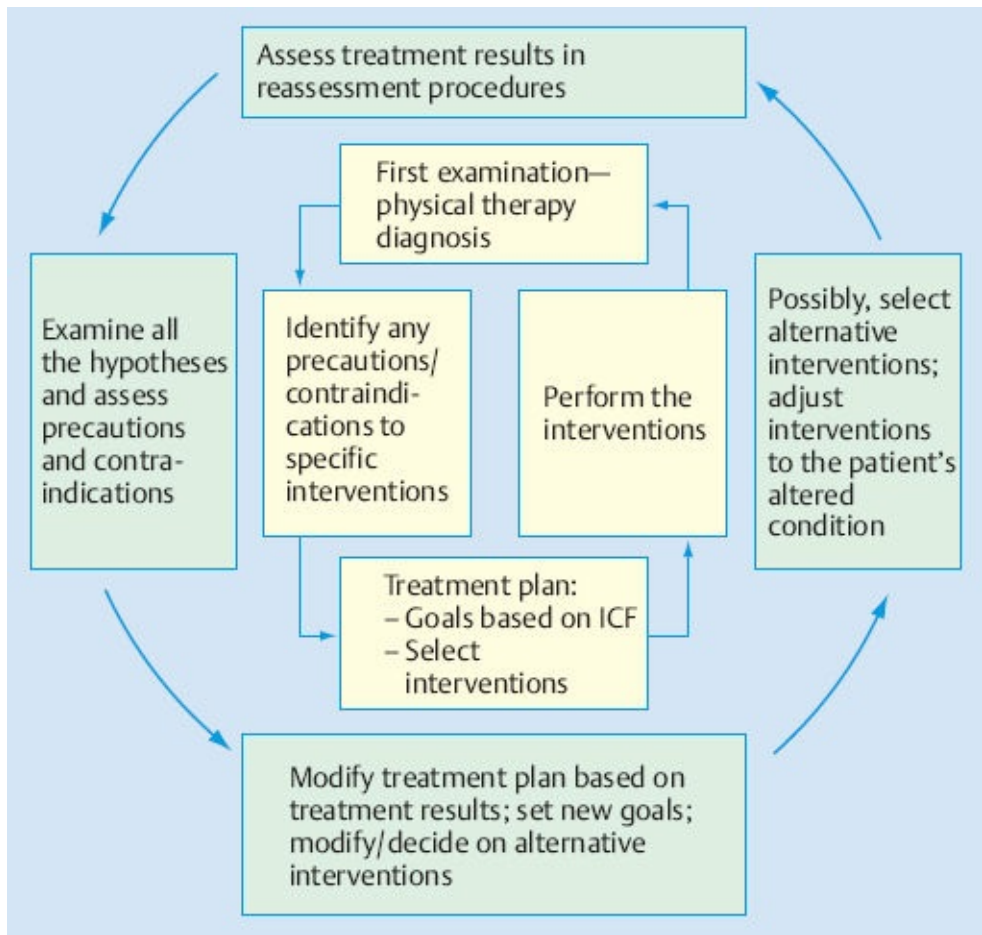 Assess treatment results in
reassessment procedures
First examination—
physical therapy
diagnosis
Examine all
the hypotheses
and assess
precautions
and contra-
indications
Identify any
precautions/
contraindi-
cations to
specific
interventions
Perform the
interventions
Possibly, select
alternative
interventions;
adjust
interventions
to the patient's
altered
condition
Treatment plan:
– Goals based on ICF
– Select
interventions
Modify treatment plan based on
treatment results; set new goals;
modify/decide on alternative
interventions